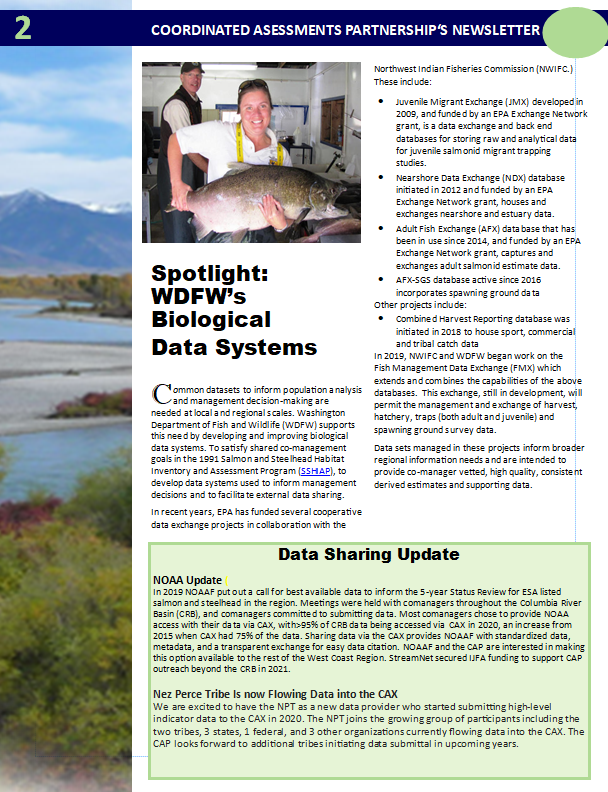 2
COORDINATED ASESSMENTS PARTNERSHIP'S NEWSLETTER
Spotlight:
WDFW's
Biological
Data Systems
Common datasets to inform population analysis
and management decision-making are
needed at local and regional scales. Washington
Department of Fish and Wildlife (WDFW) supports
this need by developing and improving biological
data systems. To satisfy shared co-management
goals in the 1991 Salmon and Steelhead Habitat
Inventory and Assessment Program (SSHIAP), to
develop data systems used to inform management
decisions and to facilitate external data sharing.
In recent years, EPA has funded several cooperative
data exchange projects in collaboration with the
Northwest Indian Fisheries Commission (NWIFC.)
These include:
• Juvenile Migrant Exchange (JMX) developed in
2009, and funded by an EPA Exchange Network
grant, is a data exchange and back end
databases for storing raw and analytical data
for juvenile salmonid migrant trapping
studies.
• Nearshore Data Exchange (NDX) database
initiated in 2012 and funded by an EPA
Exchange Network grant, houses and
exchanges nearshore and estuary data.
• Adult Fish Exchange (AFX) database that has
been in use since 2014, and funded by an EPA
Exchange Network grant, captures and
exchanges adult salmonid estimate data.
• AFX-SGS database active since 2016
incorporates spawning ground data
Other projects include:
• Combined Harvest Reporting database was
initiated in 2018 to house sport, commercial
and tribal catch data
In 2019, NWIFC and WDFW began work on the
Fish Management Data Exchange (FMX) which
extends and combines the capabilities of the above
databases. This exchange, still in development, will
permit the management and exchange of harvest,
hatchery, traps (both adult and juvenile) and
spawning ground survey data.
Data sets managed in these projects inform broader
regional information needs and are intended to
provide co-manager vetted, high quality, consistent
derived estimates and supporting data.
Data Sharing Update
NOAA Update
In 2019 NOAAF put out a call for best available data to inform the 5-year Status Review for ESA listed
salmon and steelhead in the region. Meetings were held with comanagers throughout the Columbia River
Basin (CRB), and comanagers committed to submitting data. Most comanagers chose to provide NOAA
access with their data via CAX, with>95% of CRB data being accessed via CAX in 2020, an increase from
2015 when CAX had 75% of the data. Sharing data via the CAX provides NOAAF with standardized data,
metadata, and a transparent exchange for easy data citation. NOAAF and the CAP are interested in making
this option available to the rest of the West Coast Region. StreamNet secured IJFA funding to support CAP
outreach beyond the CRB in 2021.
Nez Perce Tribe Is now Flowing Data into the CAX
We are excited to have the NPT as a new data provider who started submitting high-level
indicator data to the CAX in 2020. The NPT joins the growing group of participants including the
two tribes, 3 states, 1 federal, and 3 other organizations currently flowing data into the CAX. The
CAP looks forward to additional tribes initiating data submittal in upcoming years.